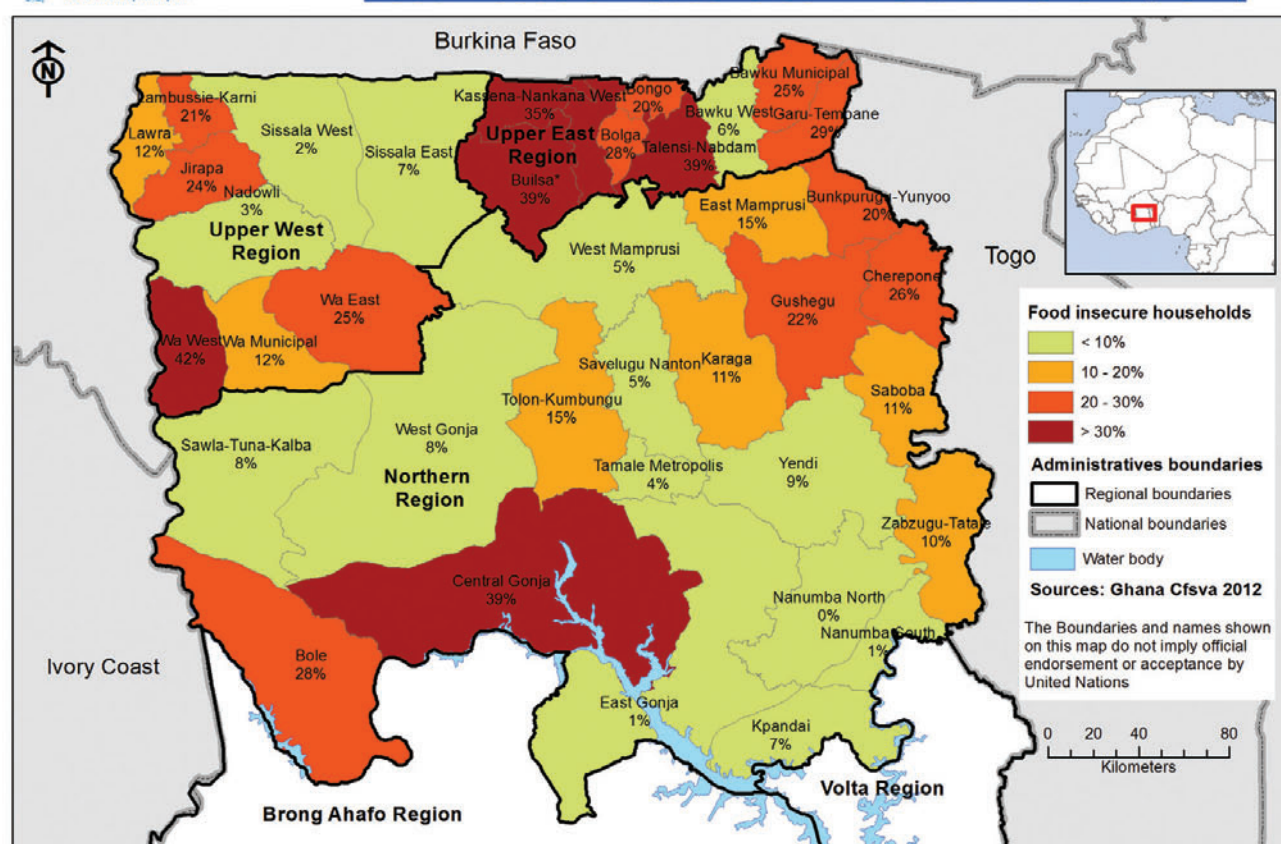 Burkina Faso
Lambussie-Karni
21%
Lawra
12%
Jirapa
24%
Nadowli
3%
Sissala West
2%
Sissala East
7%
Upper West
Region
Kassena-Nankana West
35%
Upper East
Region
Builsa*
39%
Bongo
20%
Bolga
28%
Talensi-Nabdam
39%
Bawku West
6%
Bawku Municipal
25%
Garu-Tempane
29%
Wa West
42%
Wa Municipal
12%
Wa East
25%
West Mamprusi
5%
East Mamprusi
15%
Bunkpurugu-Yunyoo
20%
Cherepone
26%
Gushegu
22%
Karaga
11%
Savelugu Nanton
5%
Tolon-Kumbungu
15%
Saboba
11%
Sawla-Tuna-Kalba
8%
West Gonja
8%
Northern
Region
Tamale Metropolis
4%
Yendi
9%
Zabzugu-Tatale
10%
Central Gonja
39%
Nanumba North
0%
Nanumba South
1%
Bole
28%
East Gonja
1%
Kpandai
7%
Ivory Coast
Brong Ahafo Region
Volta Region
Togo
N
Food insecure households
< 10%
10 - 20%
20 - 30%
> 30%
Administratives boundaries
Regional boundaries
National boundaries
Water body
Sources: Ghana Cfsva 2012
The Boundaries and names shown
on this map do not imply official
endorsement or acceptance by
United Nations
0 20 40 60 80
Kilometers